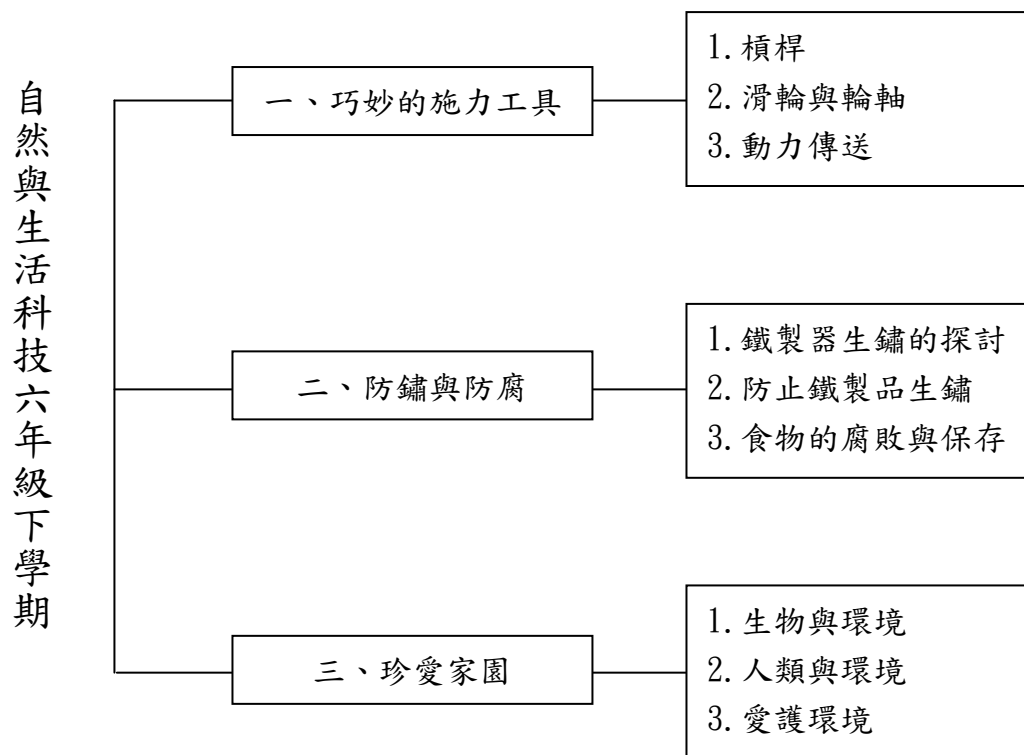 自然與生活科技六年級下學期
一、巧妙的施力工具
1.槓桿
2.滑輪與輪軸
3.動力傳送
二、防鏽與防腐
1.鐵製器生鏽的探討
2.防止鐵製品生鏽
3.食物的腐敗與保存
三、珍愛家園
1.生物與環境
2.人類與環境
3.愛護環境